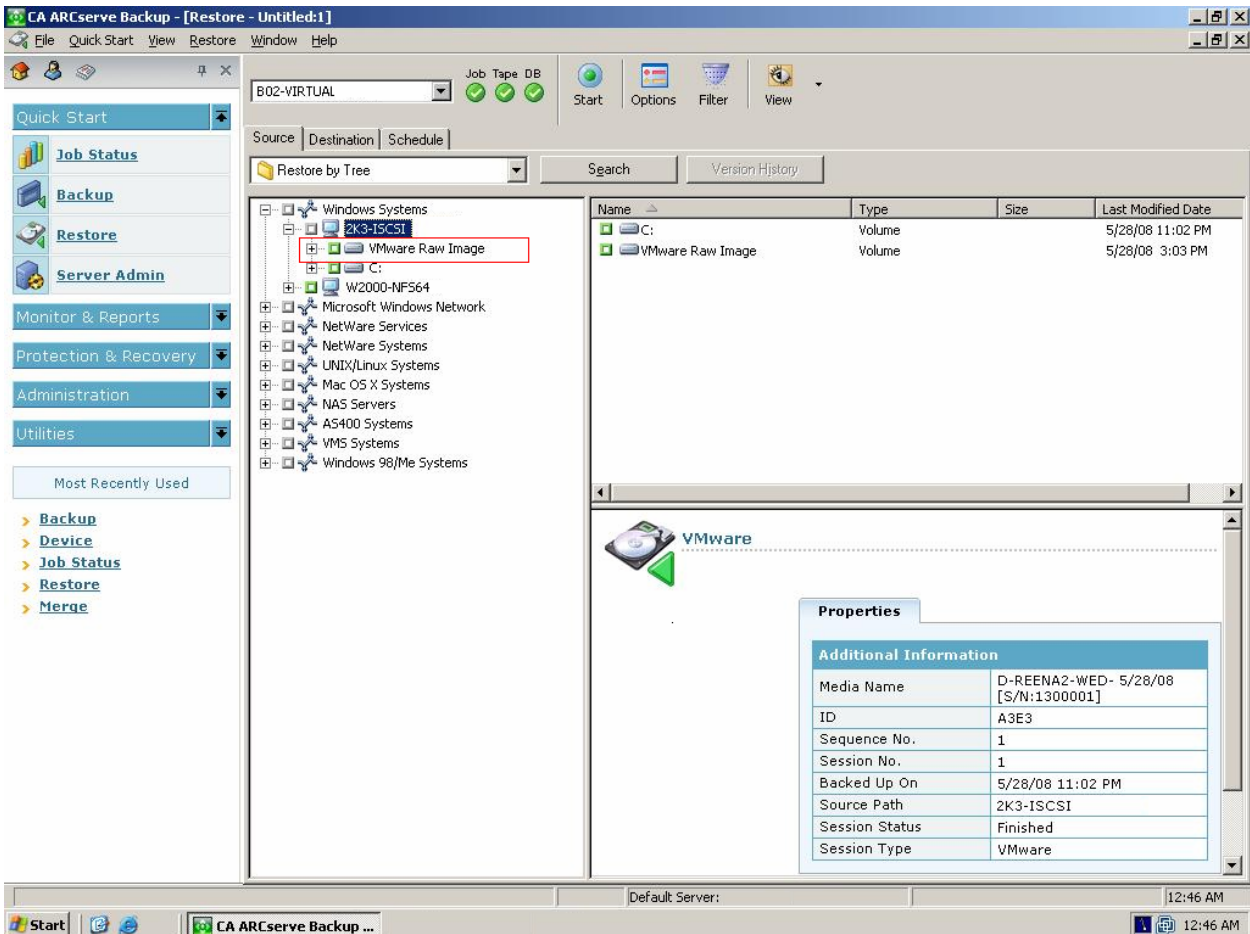 CA ARCserve Backup - [Restore - Untitled:1]
File Quick Start View Restore Window Help
B02-VIRTUAL
Job Tape DB
Start Options Filter View
Quick Start
Job Status
Backup
Restore
Server Admin
Monitor & Reports
Protection & Recovery
Administration
Utilities
Most Recently Used
Backup
Device
Job Status
Restore
Merge
Source Destination Schedule
Restore by Tree
Search
Version History
Windows Systems
2K3-ISCSI
VMware Raw Image
C:
W2000-NFS64
Microsoft Windows Network
NetWare Services
NetWare Systems
UNIX/Linux Systems
Mac OS X Systems
NAS Servers
AS400 Systems
VMS Systems
Windows 98/Me Systems
Name Type Size Last Modified Date
C: Volume 5/28/08 11:02 PM
VMware Raw Image Volume 5/28/08 3:03 PM
VMware
Properties
Additional Information
Media Name D-REENA2-WED- 5/28/08
[S/N:1300001]
ID A3E3
Sequence No. 1
Session No. 1
Backed Up On 5/28/08 11:02 PM
Source Path 2K3-ISCSI
Session Status Finished
Session Type VMware
Default Server:
12:46 AM
Start
CA ARCserve Backup ...
12:46 AM